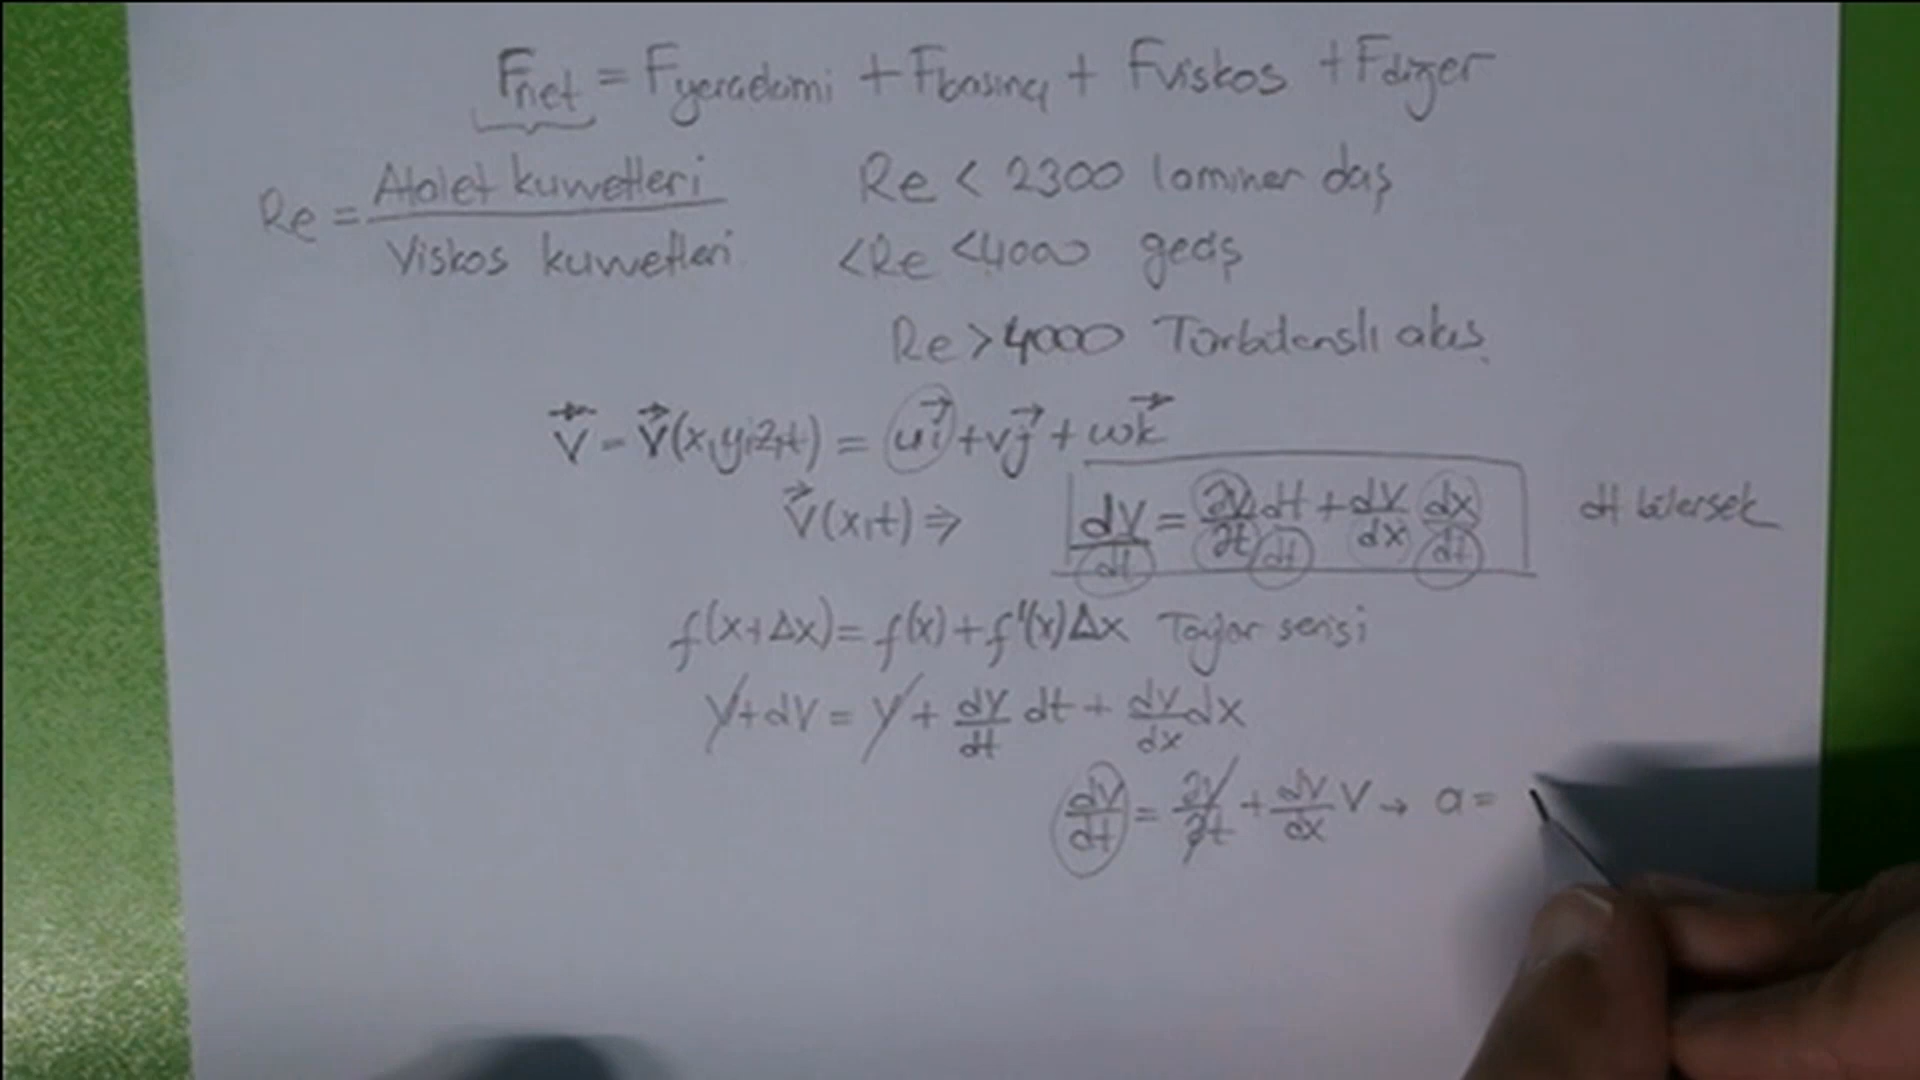 Fnet = Fyerçekimi + Fbasınç + Fviskos + Fdiğer
Re = Atalet kuvvetleri / Viskos kuvvetleri
Re < 2300 laminer
<Re <4000 geçiş
Re > 4000 Türbülanslı akış
V⃗ = V⃗(x,y,z,t) = ui⃗ + vj⃗ + wk⃗
V⃗(x,t) ⇒ dV/dt = ∂V/∂t dt/dt + dV/dx dx/dt dt bölersek
f(x+Δx) = f(x) + f'(x)Δx Taylor serisi
V + dV = V + dV/dt dt + dV/dx dx
dV/dt = ∂V/∂t + dV/dx V → a =